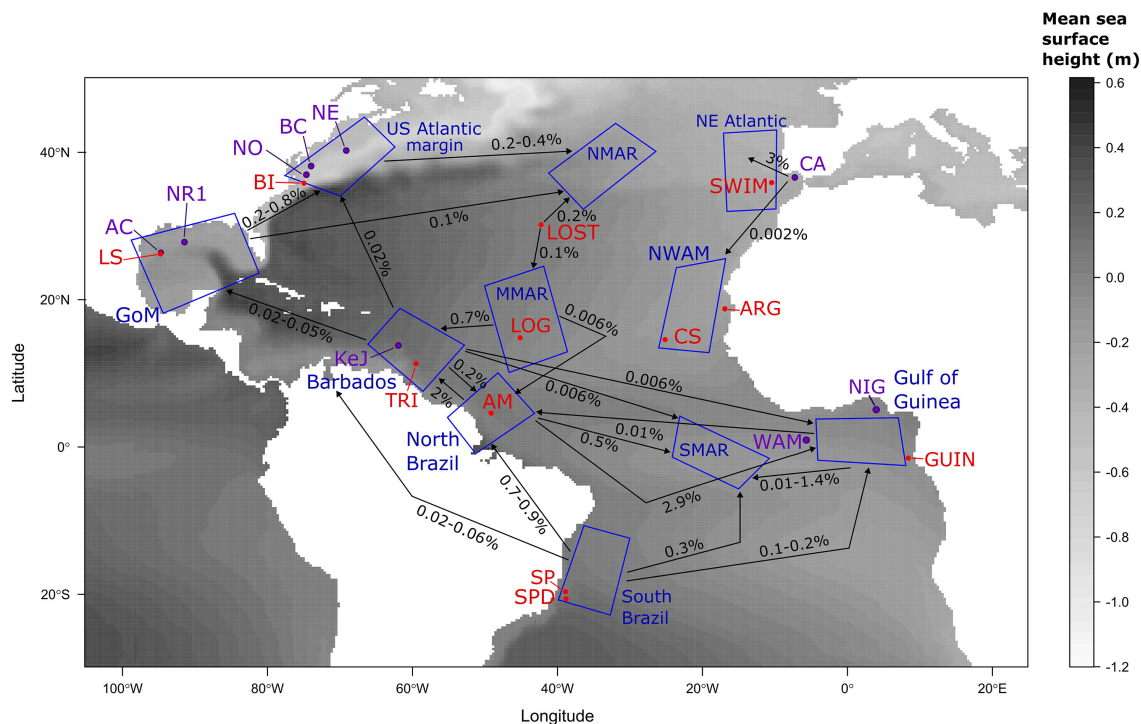 Mean sea
surface
height (m)
0.6
0.4
0.2
0.0
-0.2
-0.4
-0.6
-0.8
-1.0
-1.2
NE
BC
NO
BI
US Atlantic
margin
0.2-0.4%
NMAR
NE Atlantic
3%
CA
SWIM
0.002%
NR1
AC
LS
GoM
0.2-0.8%
0.1%
0.2%
LOST
0.1%
0.02%
NWAM
ARG
CS
MMAR
LOG
0.7%
0.006%
0.02-0.05%
KeJ
Barbados
TRI
0.2%
2%
AM
North
Brazil
0.006%
0.006%
0.01%
0.5%
SMAR
2.9%
NIG
Gulf of
Guinea
WAM
GUIN
0.01-1.4%
0.7-0.9%
0.02-0.06%
0.3%
0.1-0.2%
SP
SPD
South
Brazil
40°N
20°N
0°
20°S
Latitude
100°W
80°W
60°W
40°W
20°W
0°
20°E
Longitude